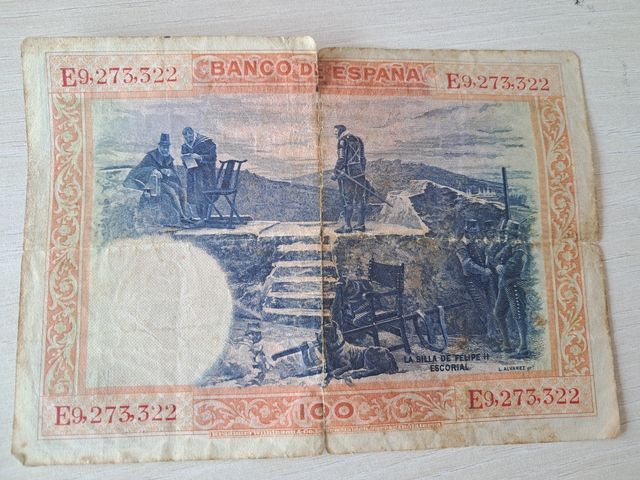 E9,273,322 BANCO DE ESPAÑA E9,273,322
LA SILLA DE FELIPE II
ESCORIAL
L. ALVAREZ
E9,273,322 100 E9,273,322